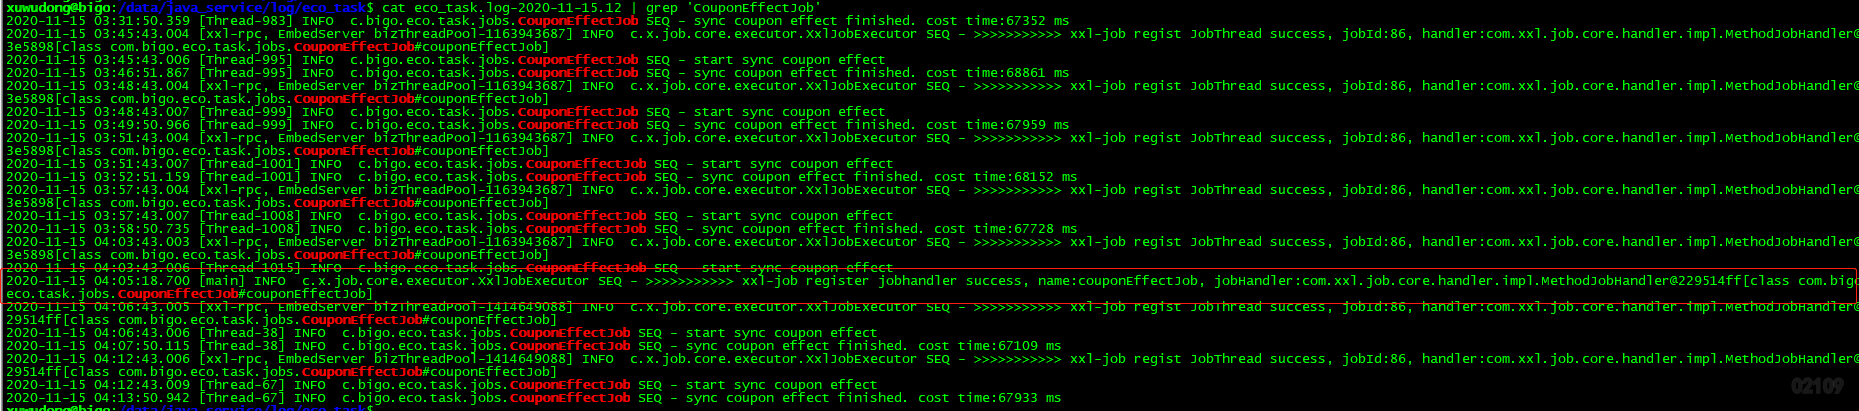 xuwudong@bigo:/data/java_service/log/eco_task$ cat eco_task.log-2020-11-15.12 | grep 'CouponEffectJob'
2020-11-15 03:31:50.359 [Thread-983] INFO  c.bigo.eco.task.jobs.CouponEffectJob SEQ - sync coupon effect finished. cost time:67352 ms
2020-11-15 03:45:43.004 [xxl-rpc, EmbedServer bizThreadPool-1163943687] INFO  c.x.job.core.executor.XxlJobExecutor SEQ - >>>>>>>>>>> xxl-job regist JobThread success, jobId:86, handler:com.xxl.job.core.handler.impl.MethodJobHandler@
3e5898[class com.bigo.eco.task.jobs.CouponEffectJob#couponEffectJob]
2020-11-15 03:45:43.006 [Thread-995] INFO  c.bigo.eco.task.jobs.CouponEffectJob SEQ - start sync coupon effect
2020-11-15 03:46:51.867 [Thread-995] INFO  c.bigo.eco.task.jobs.CouponEffectJob SEQ - sync coupon effect finished. cost time:68861 ms
2020-11-15 03:48:43.004 [xxl-rpc, EmbedServer bizThreadPool-1163943687] INFO  c.x.job.core.executor.XxlJobExecutor SEQ - >>>>>>>>>>> xxl-job regist JobThread success, jobId:86, handler:com.xxl.job.core.handler.impl.MethodJobHandler@
3e5898[class com.bigo.eco.task.jobs.CouponEffectJob#couponEffectJob]
2020-11-15 03:48:43.007 [Thread-999] INFO  c.bigo.eco.task.jobs.CouponEffectJob SEQ - start sync coupon effect
2020-11-15 03:49:50.966 [Thread-999] INFO  c.bigo.eco.task.jobs.CouponEffectJob SEQ - sync coupon effect finished. cost time:67959 ms
2020-11-15 03:51:43.004 [xxl-rpc, EmbedServer bizThreadPool-1163943687] INFO  c.x.job.core.executor.XxlJobExecutor SEQ - >>>>>>>>>>> xxl-job regist JobThread success, jobId:86, handler:com.xxl.job.core.handler.impl.MethodJobHandler@
3e5898[class com.bigo.eco.task.jobs.CouponEffectJob#couponEffectJob]
2020-11-15 03:51:43.007 [Thread-1001] INFO  c.bigo.eco.task.jobs.CouponEffectJob SEQ - start sync coupon effect
2020-11-15 03:52:51.159 [Thread-1001] INFO  c.bigo.eco.task.jobs.CouponEffectJob SEQ - sync coupon effect finished. cost time:68152 ms
2020-11-15 03:57:43.004 [xxl-rpc, EmbedServer bizThreadPool-1163943687] INFO  c.x.job.core.executor.XxlJobExecutor SEQ - >>>>>>>>>>> xxl-job regist JobThread success, jobId:86, handler:com.xxl.job.core.handler.impl.MethodJobHandler@
3e5898[class com.bigo.eco.task.jobs.CouponEffectJob#couponEffectJob]
2020-11-15 03:57:43.007 [Thread-1008] INFO  c.bigo.eco.task.jobs.CouponEffectJob SEQ - start sync coupon effect
2020-11-15 03:58:50.735 [Thread-1008] INFO  c.bigo.eco.task.jobs.CouponEffectJob SEQ - sync coupon effect finished. cost time:67728 ms
2020-11-15 04:03:43.003 [xxl-rpc, EmbedServer bizThreadPool-1163943687] INFO  c.x.job.core.executor.XxlJobExecutor SEQ - >>>>>>>>>>> xxl-job regist JobThread success, jobId:86, handler:com.xxl.job.core.handler.impl.MethodJobHandler@
3e5898[class com.bigo.eco.task.jobs.CouponEffectJob#couponEffectJob]
2020-11-15 04:03:43.006 [Thread-1015] INFO  c.bigo.eco.task.jobs.CouponEffectJob SEQ - start sync coupon effect
2020-11-15 04:05:18.700 [main] INFO  c.x.job.core.executor.XxlJobExecutor SEQ - >>>>>>>>>>> xxl-job register jobhandler success, name:couponEffectJob, jobHandler:com.xxl.job.core.handler.impl.MethodJobHandler@229514ff[class com.bigo
eco.task.jobs.CouponEffectJob#couponEffectJob]
2020-11-15 04:06:43.005 [xxl-rpc, EmbedServer bizThreadPool-1414649088] INFO  c.x.job.core.executor.XxlJobExecutor SEQ - >>>>>>>>>>> xxl-job regist JobThread success, jobId:86, handler:com.xxl.job.core.handler.impl.MethodJobHandler@
29514ff[class com.bigo.eco.task.jobs.CouponEffectJob#couponEffectJob]
2020-11-15 04:06:43.006 [Thread-38] INFO  c.bigo.eco.task.jobs.CouponEffectJob SEQ - start sync coupon effect
2020-11-15 04:07:50.115 [Thread-38] INFO  c.bigo.eco.task.jobs.CouponEffectJob SEQ - sync coupon effect finished. cost time:67109 ms
2020-11-15 04:12:43.006 [xxl-rpc, EmbedServer bizThreadPool-1414649088] INFO  c.x.job.core.executor.XxlJobExecutor SEQ - >>>>>>>>>>> xxl-job regist JobThread success, jobId:86, handler:com.xxl.job.core.handler.impl.MethodJobHandler@
29514ff[class com.bigo.eco.task.jobs.CouponEffectJob#couponEffectJob]
2020-11-15 04:12:43.009 [Thread-67] INFO  c.bigo.eco.task.jobs.CouponEffectJob SEQ - start sync coupon effect
2020-11-15 04:13:50.942 [Thread-67] INFO  c.bigo.eco.task.jobs.CouponEffectJob SEQ - sync coupon effect finished. cost time:67933 ms
xuwudong@bigo:/data/java_service/log/eco_task$
02109